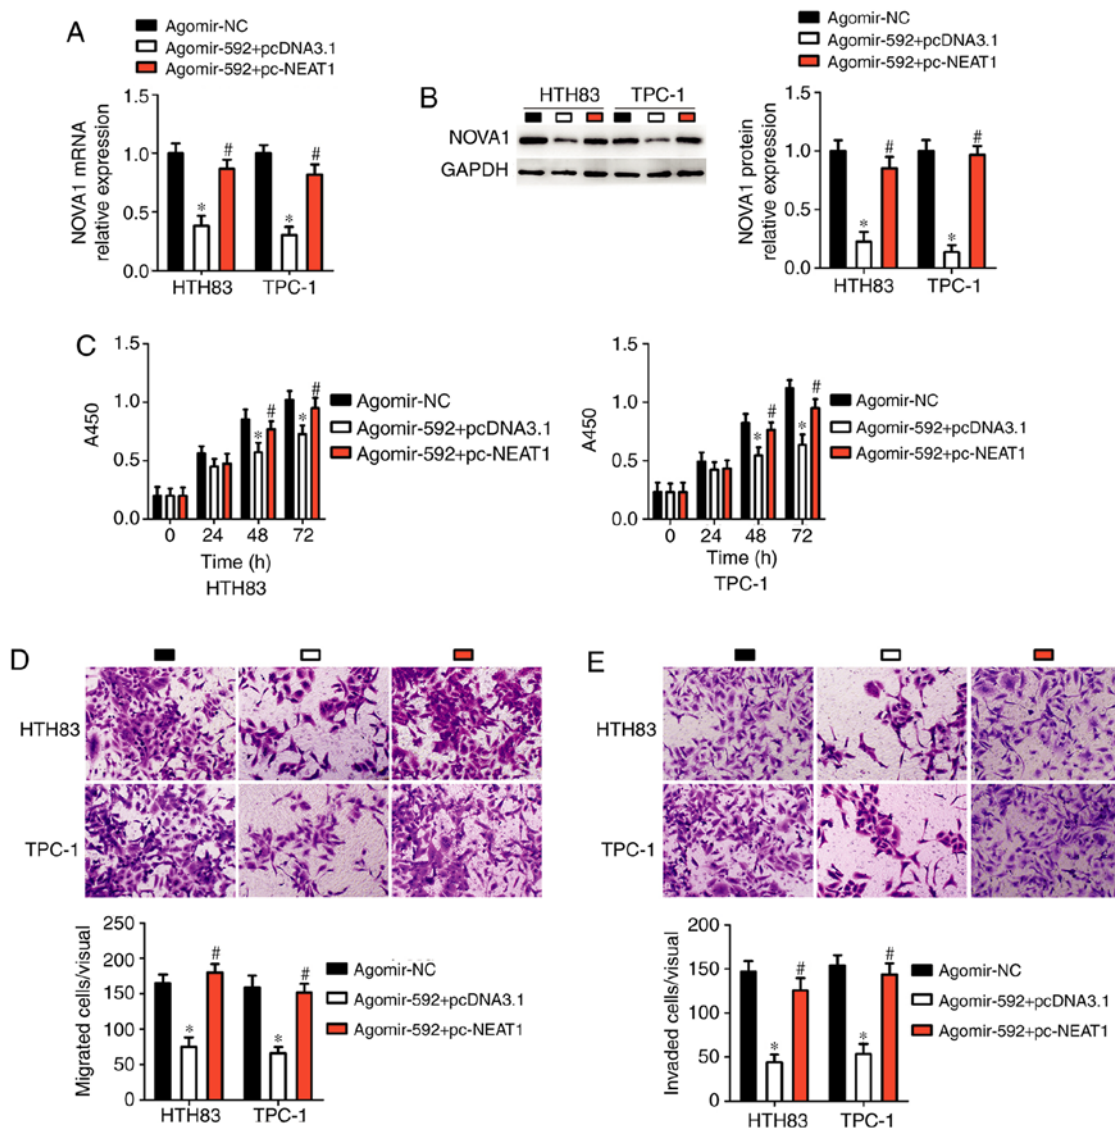 A
Agomir-NC
Agomir-592+pcDNA3.1
Agomir-592+pc-NEAT1
NOVA1 mRNA
relative expression
1.5
1.0
0.5
0.0
*
#
*
#
HTH83
TPC-1
B
HTH83
TPC-1
NOVA1
GAPDH
Agomir-NC
Agomir-592+pcDNA3.1
Agomir-592+pc-NEAT1
NOVA1 protein
relative expression
1.5
1.0
0.5
0.0
*
#
*
#
HTH83
TPC-1
C
A450
1.5
1.0
0.5
0.0
*
#
*
#
0
24
48
72
Time (h)
HTH83
Agomir-NC
Agomir-592+pcDNA3.1
Agomir-592+pc-NEAT1
A450
1.5
1.0
0.5
0.0
*
#
*
#
0
24
48
72
Time (h)
TPC-1
Agomir-NC
Agomir-592+pcDNA3.1
Agomir-592+pc-NEAT1
D
HTH83
TPC-1
Migrated cells/visual
250
200
150
100
50
0
*
#
*
#
HTH83
TPC-1
Agomir-NC
Agomir-592+pcDNA3.1
Agomir-592+pc-NEAT1
E
HTH83
TPC-1
Invaded cells/visual
200
150
100
50
0
*
#
*
#
HTH83
TPC-1
Agomir-NC
Agomir-592+pcDNA3.1
Agomir-592+pc-NEAT1